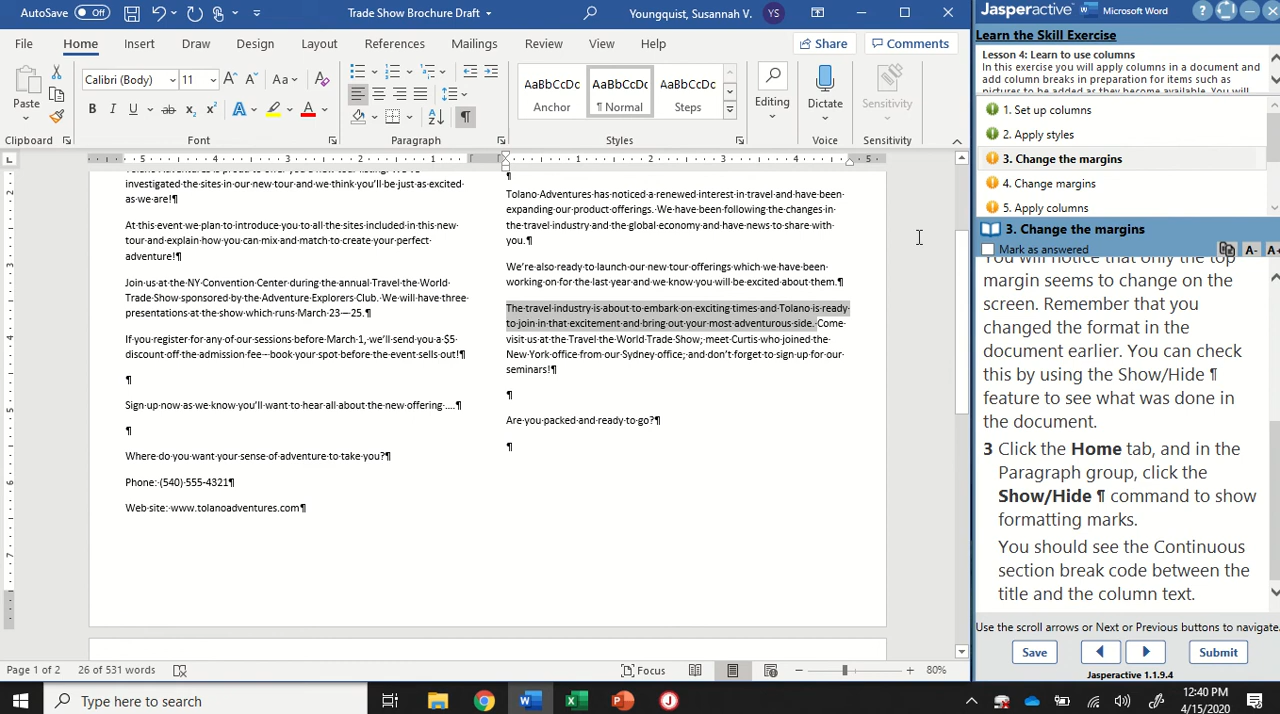 AutoSave Off
Trade Show Brochure Draft
Youngquist, Susannah V. YS
File Home Insert Draw Design Layout References Mailings Review View Help Share Comments
Calibri (Body) 11
Paste
AaBbCcDc AaBbCcDc AaBbCcDc
Anchor ¶ Normal Steps
Editing Dictate Sensitivity
Clipboard Font Paragraph Styles Voice Sensitivity
investigated·the·sites·in·our·new·tour·and·we·think·you'll·be·just·as·excited·
as·we·are!¶
At·this·event·we·plan·to·introduce·you·to·all·the·sites·included·in·this·new·
tour·and·explain·how·you·can·mix·and·match·to·create·your·perfect·
adventure!¶
Join·us·at·the·NY·Convention·Center·during·the·annual·Travel·the·World·
Trade·Show·sponsored·by·the·Adventure·Explorers·Club.·We·will·have·three·
presentations·at·the·show·which·runs·March·23–25.¶
If·you·register·for·any·of·our·sessions·before·March·1,·we'll·send·you·a·$5·
discount·off·the·admission·fee·–·book·your·spot·before·the·event·sells·out!¶
¶
Sign·up·now·as·we·know·you'll·want·to·hear·all·about·the·new·offering·....¶
¶
Where·do·you·want·your·sense·of·adventure·to·take·you?¶
Phone:·(540)·555-4321¶
Web·site:·www.tolanoadventures.com¶
¶
Tolano·Adventures·has·noticed·a·renewed·interest·in·travel·and·have·been·
expanding·our·product·offerings.··We·have·been·following·the·changes·in·
the·travel·industry·and·the·global·economy·and·have·news·to·share·with·
you.¶
We're·also·ready·to·launch·our·new·tour·offerings·which·we·have·been·
working·on·for·the·last·year·and·we·know·you·will·be·excited·about·them.¶
The·travel·industry·is·about·to·embark·on·exciting·times·and·Tolano·is·ready·
to·join·in·that·excitement·and·bring·out·your·most·adventurous·side.··Come·
visit·us·at·the·Travel·the·World·Trade·Show;·meet·Curtis·who·joined·the·
New·York·office·from·our·Sydney·office;·and·don't·forget·to·sign·up·for·our·
seminars!¶
¶
Are·you·packed·and·ready·to·go?¶
¶
Page 1 of 2 26 of 531 words Focus 80%
Jasperactive Microsoft Word
Learn the Skill Exercise
Lesson 4: Learn to use columns
In this exercise you will apply columns in a document and
add column breaks in preparation for items such as
pictures to be added as they become available. You will
1. Set up columns
2. Apply styles
3. Change the margins
4. Change margins
5. Apply columns
3. Change the margins
Mark as answered A- A+
You will notice that only the top
margin seems to change on the
screen. Remember that you
changed the format in the
document earlier. You can check
this by using the Show/Hide ¶
feature to see what was done in
the document.
3 Click the Home tab, and in the
Paragraph group, click the
Show/Hide ¶ command to show
formatting marks.
You should see the Continuous
section break code between the
title and the column text.
Use the scroll arrows or Next or Previous buttons to navigate.
Save Submit
Jasperactive 1.1.9.4
Type here to search
12:40 PM
4/15/2020